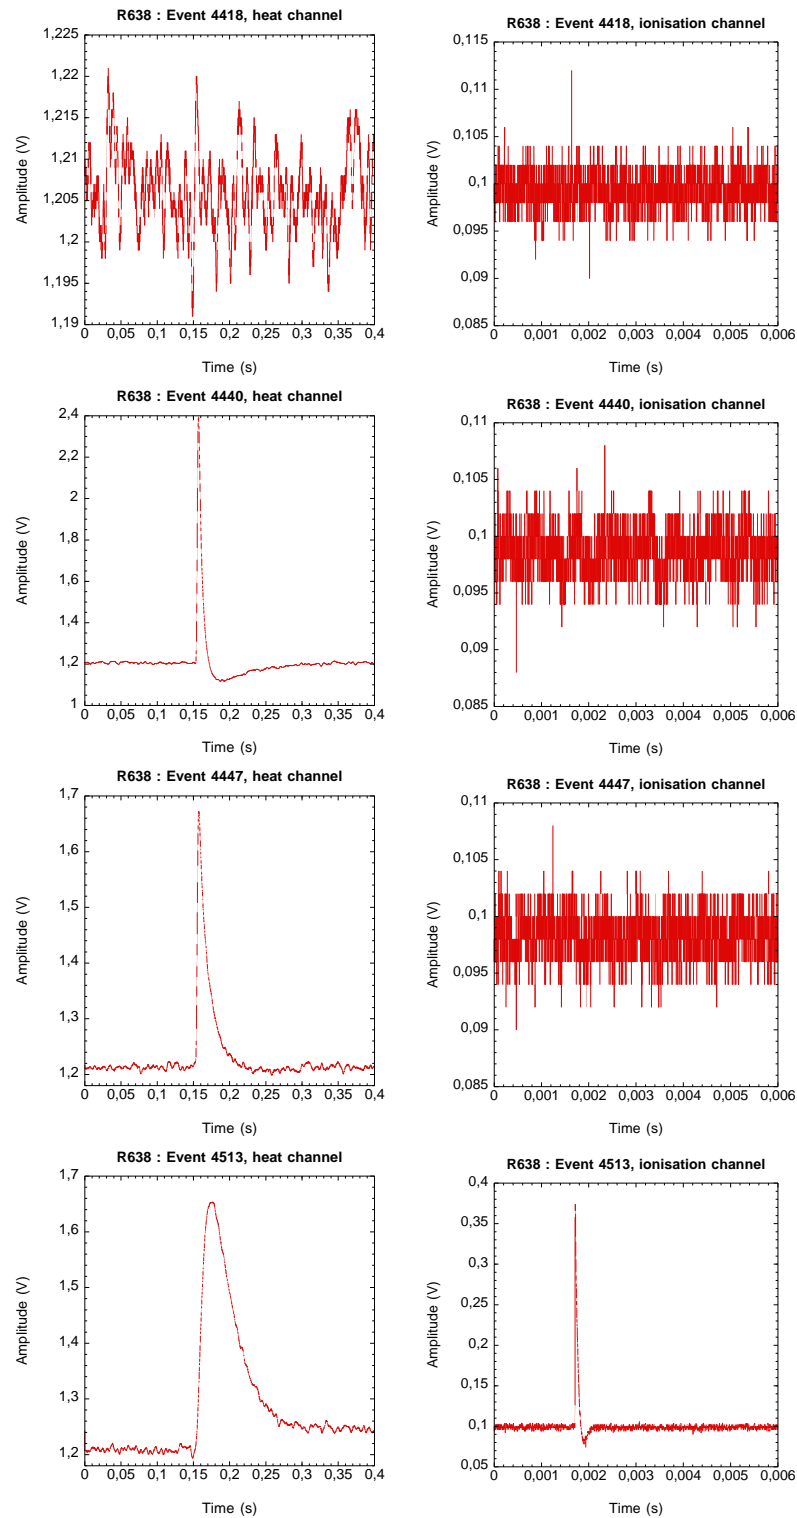 R638 : Event 4418, heat channel
1,225
1,22
1,215
1,21
1,205
1,2
1,195
1,19
Amplitude (V)
0 0,05 0,1 0,15 0,2 0,25 0,3 0,35 0,4
Time (s)
R638 : Event 4418, ionisation channel
0,115
0,11
0,105
0,1
0,095
0,09
0,085
Amplitude (V)
0 0,001 0,002 0,003 0,004 0,005 0,006
Time (s)
R638 : Event 4440, heat channel
2,4
2,2
2
1,8
1,6
1,4
1,2
1
Amplitude (V)
0 0,05 0,1 0,15 0,2 0,25 0,3 0,35 0,4
Time (s)
R638 : Event 4440, ionisation channel
0,11
0,105
0,1
0,095
0,09
0,085
Amplitude (V)
0 0,001 0,002 0,003 0,004 0,005 0,006
Time (s)
R638 : Event 4447, heat channel
1,7
1,6
1,5
1,4
1,3
1,2
Amplitude (V)
0 0,05 0,1 0,15 0,2 0,25 0,3 0,35 0,4
Time (s)
R638 : Event 4447, ionisation channel
0,11
0,105
0,1
0,095
0,09
0,085
Amplitude (V)
0 0,001 0,002 0,003 0,004 0,005 0,006
Time (s)
R638 : Event 4513, heat channel
1,7
1,6
1,5
1,4
1,3
1,2
Amplitude (V)
0 0,05 0,1 0,15 0,2 0,25 0,3 0,35 0,4
Time (s)
R638 : Event 4513, ionisation channel
0,4
0,35
0,3
0,25
0,2
0,15
0,1
0,05
Amplitude (V)
0 0,001 0,002 0,003 0,004 0,005 0,006
Time (s)